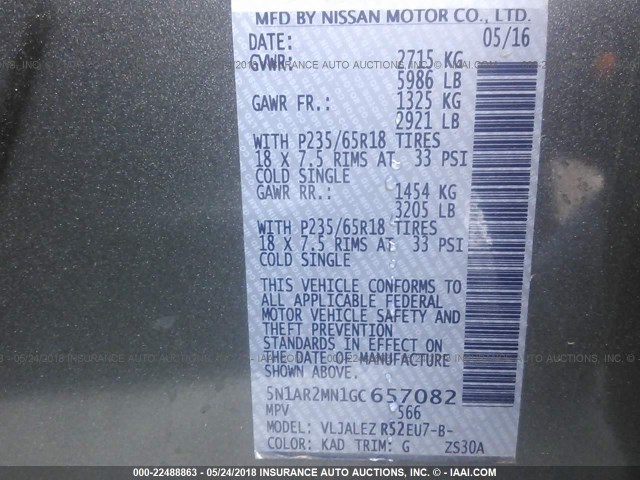 MFD BY NISSAN MOTOR CO., LTD.
DATE: 05/16
GVWR: 2715 KG
5986 LB
GAWR FR.: 1325 KG
2921 LB
WITH P235/65R18 TIRES
18 X 7.5 RIMS AT 33 PSI
COLD SINGLE
GAWR RR.: 1454 KG
3205 LB
WITH P235/65R18 TIRES
18 X 7.5 RIMS AT 33 PSI
COLD SINGLE
THIS VEHICLE CONFORMS TO
ALL APPLICABLE FEDERAL
MOTOR VEHICLE SAFETY AND
THEFT PREVENTION
STANDARDS IN EFFECT ON
THE DATE OF MANUFACTURE
SHOWN ABOVE.
5N1AR2MN1GC657082
MPV 566
MODEL: VLJALEZ R52EU7-B-
COLOR: KAD TRIM: G ZS30A
000-22488863 - 05/24/2018 INSURANCE AUTO AUCTIONS, INC. - IAAI.COM